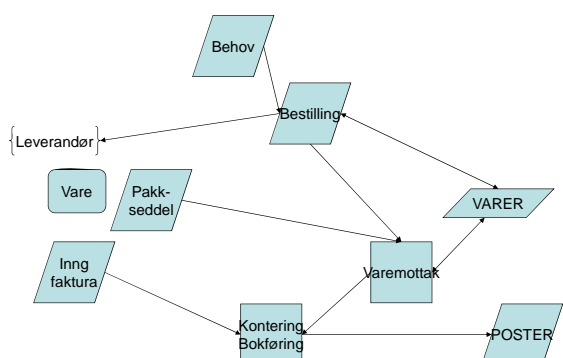 Behov
Bestilling
{Leverandør}
Vare
Pakk-
seddel
VARER
Inng
faktura
Varemottak
Kontering
Bokføring
POSTER